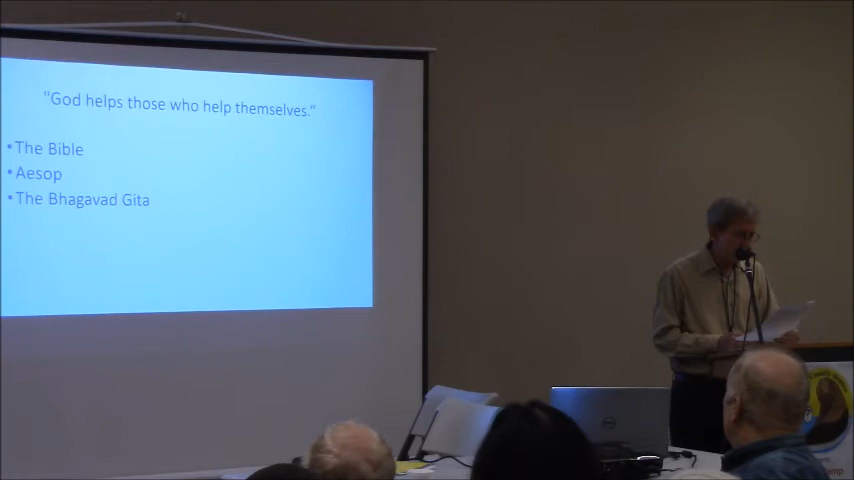 "God helps those who help themselves."
•The Bible
•Aesop
•The Bhagavad Gita